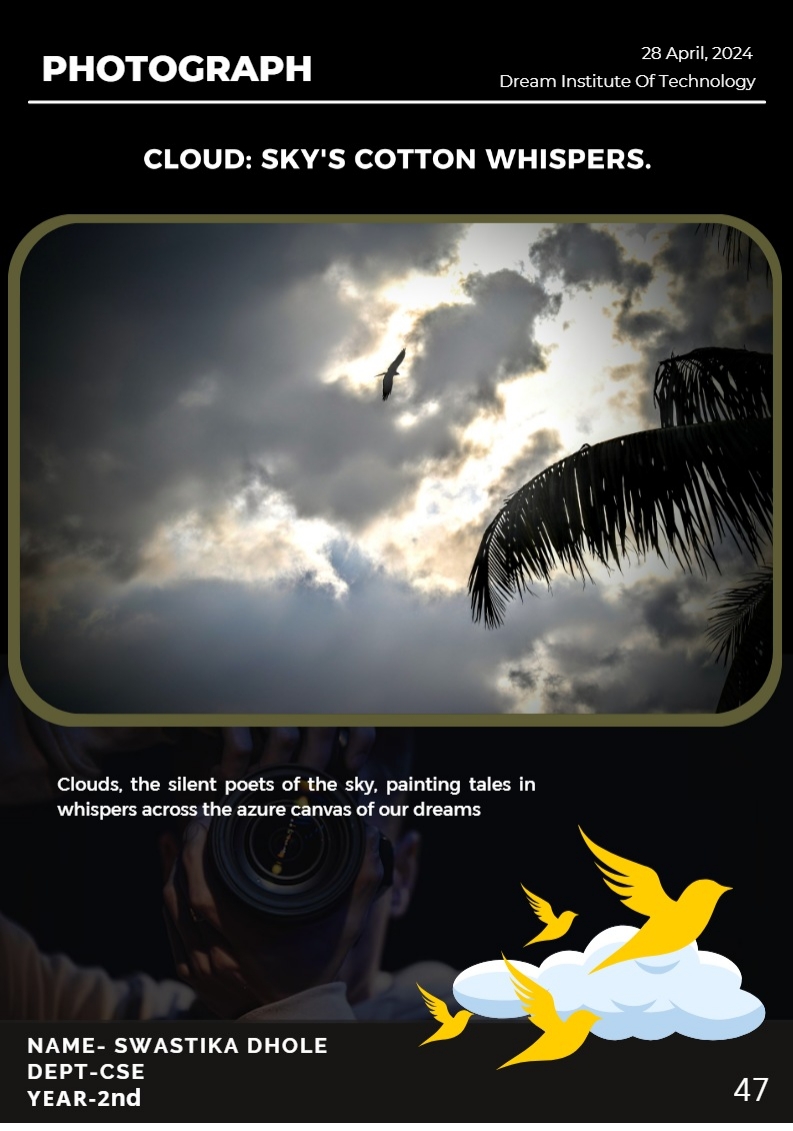 PHOTOGRAPH
28 April, 2024
Dream Institute Of Technology
CLOUD: SKY'S COTTON WHISPERS.
Clouds, the silent poets of the sky, painting tales in
whispers across the azure canvas of our dreams
NAME- SWASTIKA DHOLE
DEPT-CSE
YEAR-2nd
47